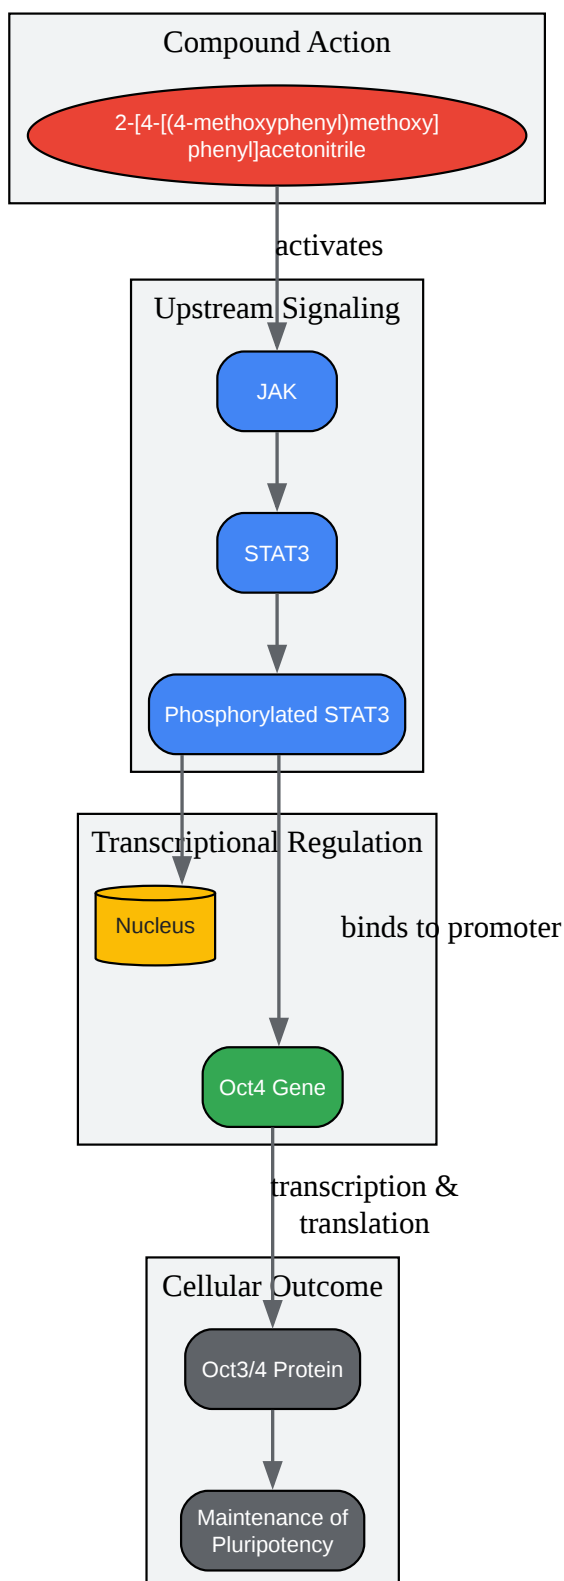 Compound Action
2-[4-[(4-methoxyphenyl)methoxy]
phenyl]acetonitrile
activates
Upstream Signaling
JAK
STAT3
Phosphorylated STAT3
Transcriptional Regulation
Nucleus
binds to promoter
Oct4 Gene
transcription &
translation
Cellular Outcome
Oct3/4 Protein
Maintenance of
Pluripotency